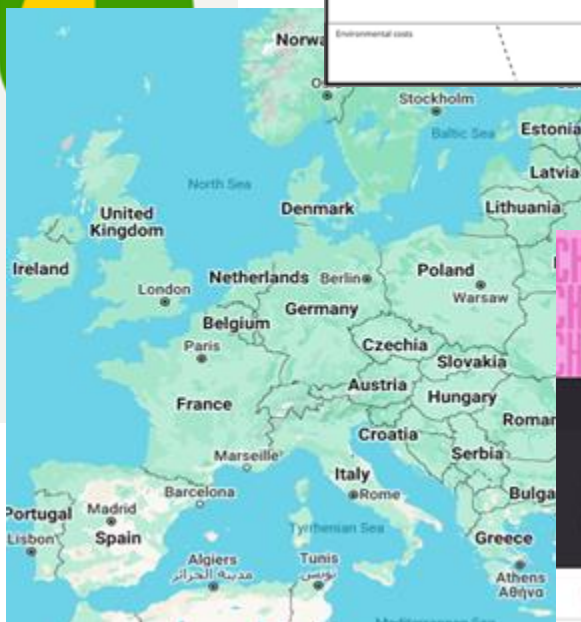 Environmental costs
Norwa
Stockholm
Baltic Sea
Estonia
Latvia
North Sea
Denmark
Lithuania
United
Kingdom
Ireland
London
Netherlands
Berlin
Poland
Warsaw
Germany
Belgium
Paris
Czechia
Slovakia
Austria
Hungary
France
Croatia
Romar
Serbia
Marseille
Italy
Rome
Bulga
Barcelona
Portugal
Madrid
Lisbon
Spain
Tyrrhenian Sea
Greece
Algiers
مدينة الجزائر
Tunis
تونس
Athens
Αθήνα